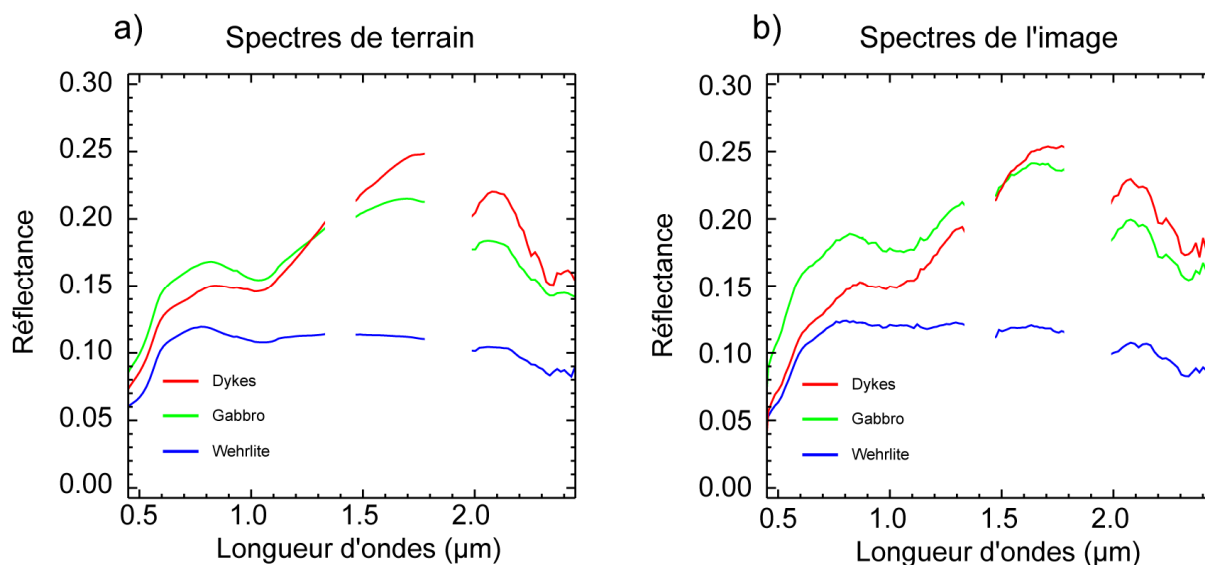 a)
Spectres de terrain
Réflectance
0.30
0.25
0.20
0.15
0.10
0.05
0.00
Dykes
Gabbro
Wehrlite
0.5 1.0 1.5 2.0
Longueur d'ondes (µm)
b)
Spectres de l'image
Réflectance
0.30
0.25
0.20
0.15
0.10
0.05
0.00
Dykes
Gabbro
Wehrlite
0.5 1.0 1.5 2.0
Longueur d'ondes (µm)